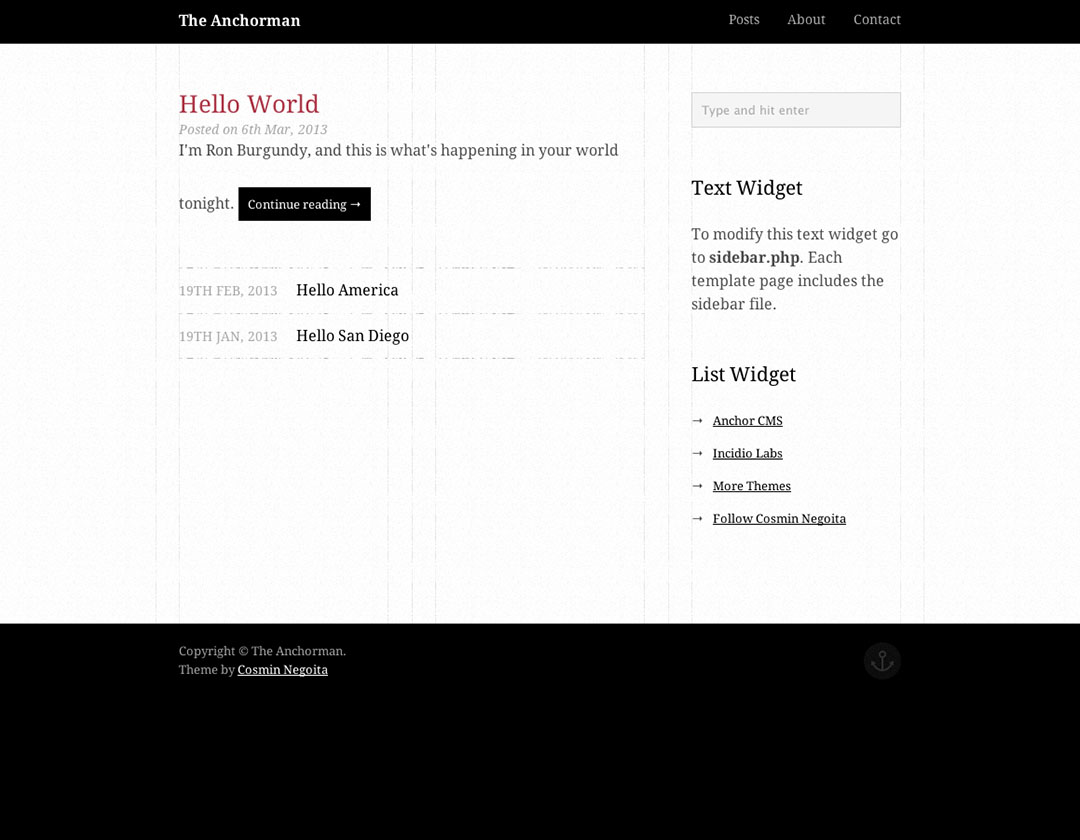 The Anchorman
Posts About Contact
Hello World
Posted on 6th Mar, 2013
I'm Ron Burgundy, and this is what's happening in your world
tonight. Continue reading →
19TH FEB, 2013 Hello America
19TH JAN, 2013 Hello San Diego
Type and hit enter
Text Widget
To modify this text widget go
to sidebar.php. Each
template page includes the
sidebar file.
List Widget
→ Anchor CMS
→ Incidio Labs
→ More Themes
→ Follow Cosmin Negoita
Copyright © The Anchorman.
Theme by Cosmin Negoita